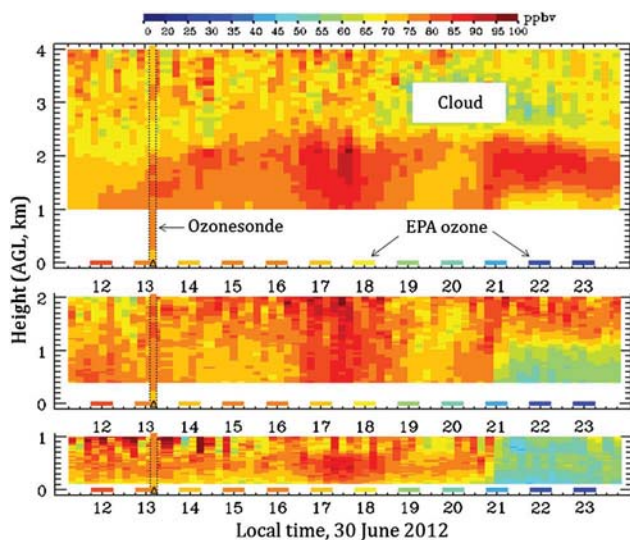 ppbv
0 20 25 30 35 40 45 50 55 60 65 70 75 80 85 90 95 100
4
3
2
1
0
Cloud
Ozonesonde
EPA ozone
12 13 14 15 16 17 18 19 20 21 22 23
Height (AGL, km)
2
1
0
12 13 14 15 16 17 18 19 20 21 22 23
1
0
12 13 14 15 16 17 18 19 20 21 22 23
Local time, 30 June 2012